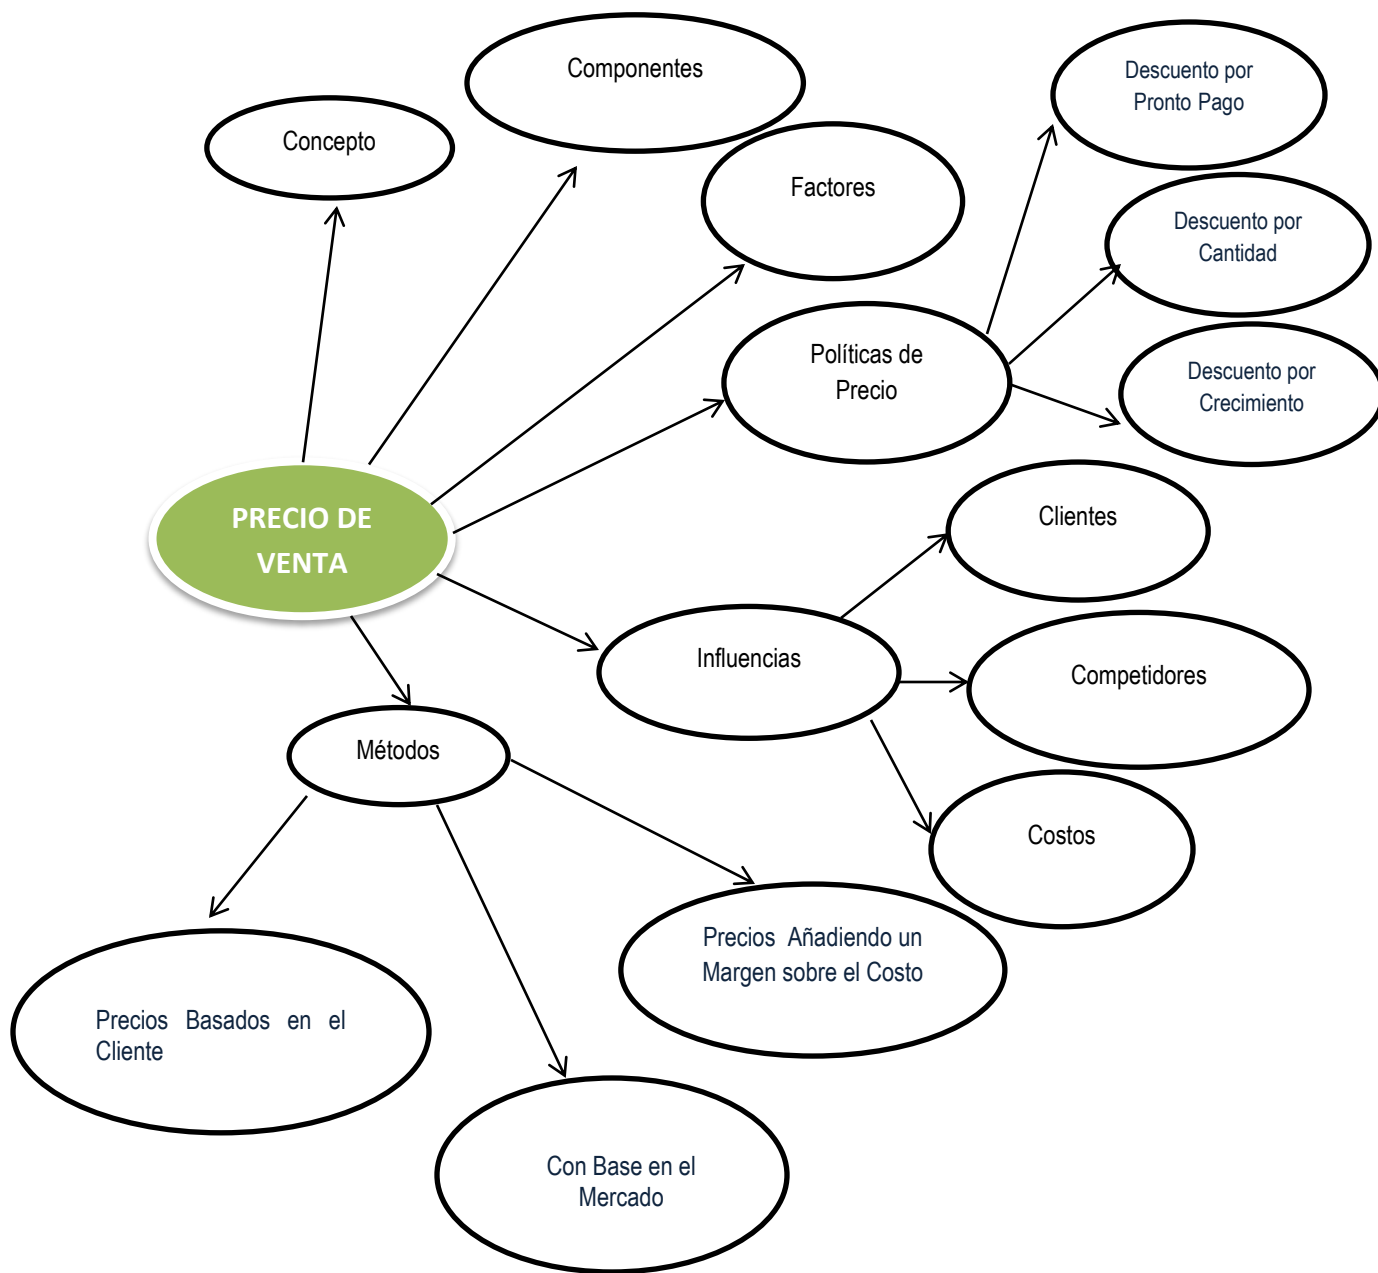 Componentes
Descuento por
Pronto Pago
Concepto
Factores
Descuento por
Cantidad
Políticas de
Precio
Descuento por
Crecimiento
PRECIO DE
VENTA
Clientes
Influencias
Competidores
Métodos
Costos
Precios Añadiendo un
Margen sobre el Costo
Precios Basados en el
Cliente
Con Base en el
Mercado